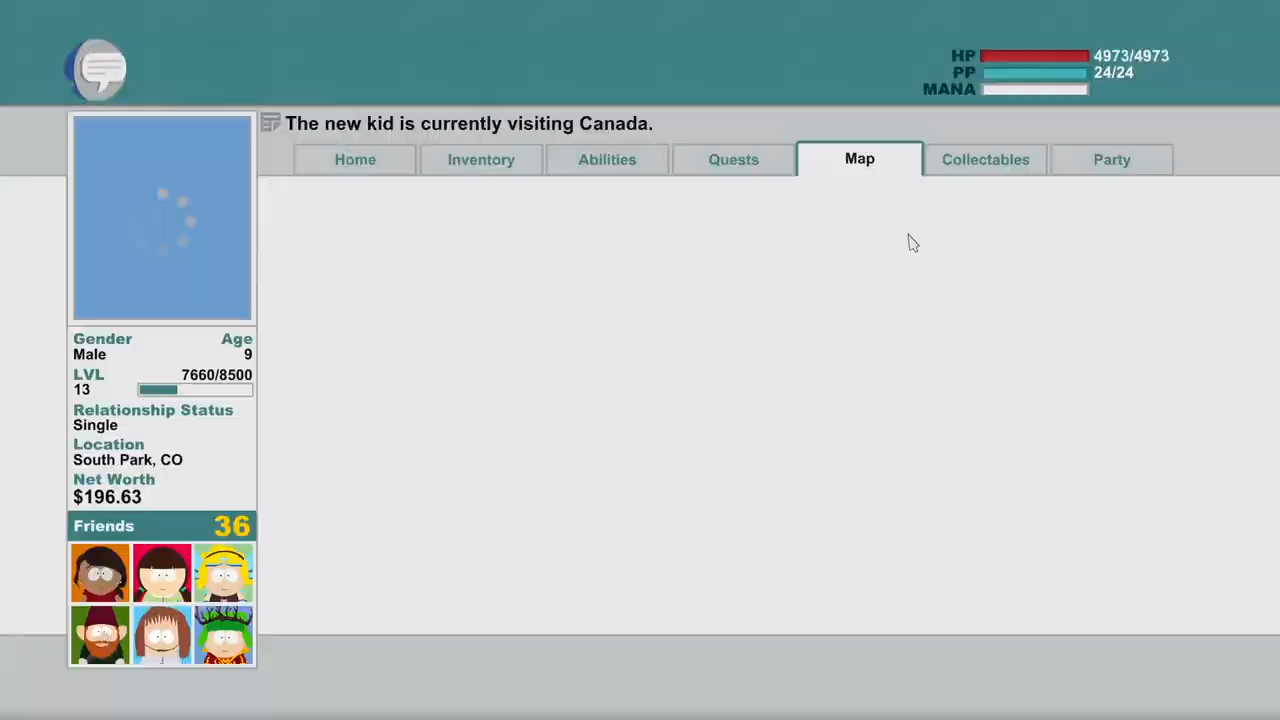 HP 4973/4973
PP 24/24
MANA
The new kid is currently visiting Canada.
Home Inventory Abilities Quests Map Collectables Party
Gender Age
Male 9
LVL 7660/8500
13
Relationship Status
Single
Location
South Park, CO
Net Worth
$196.63
Friends 36